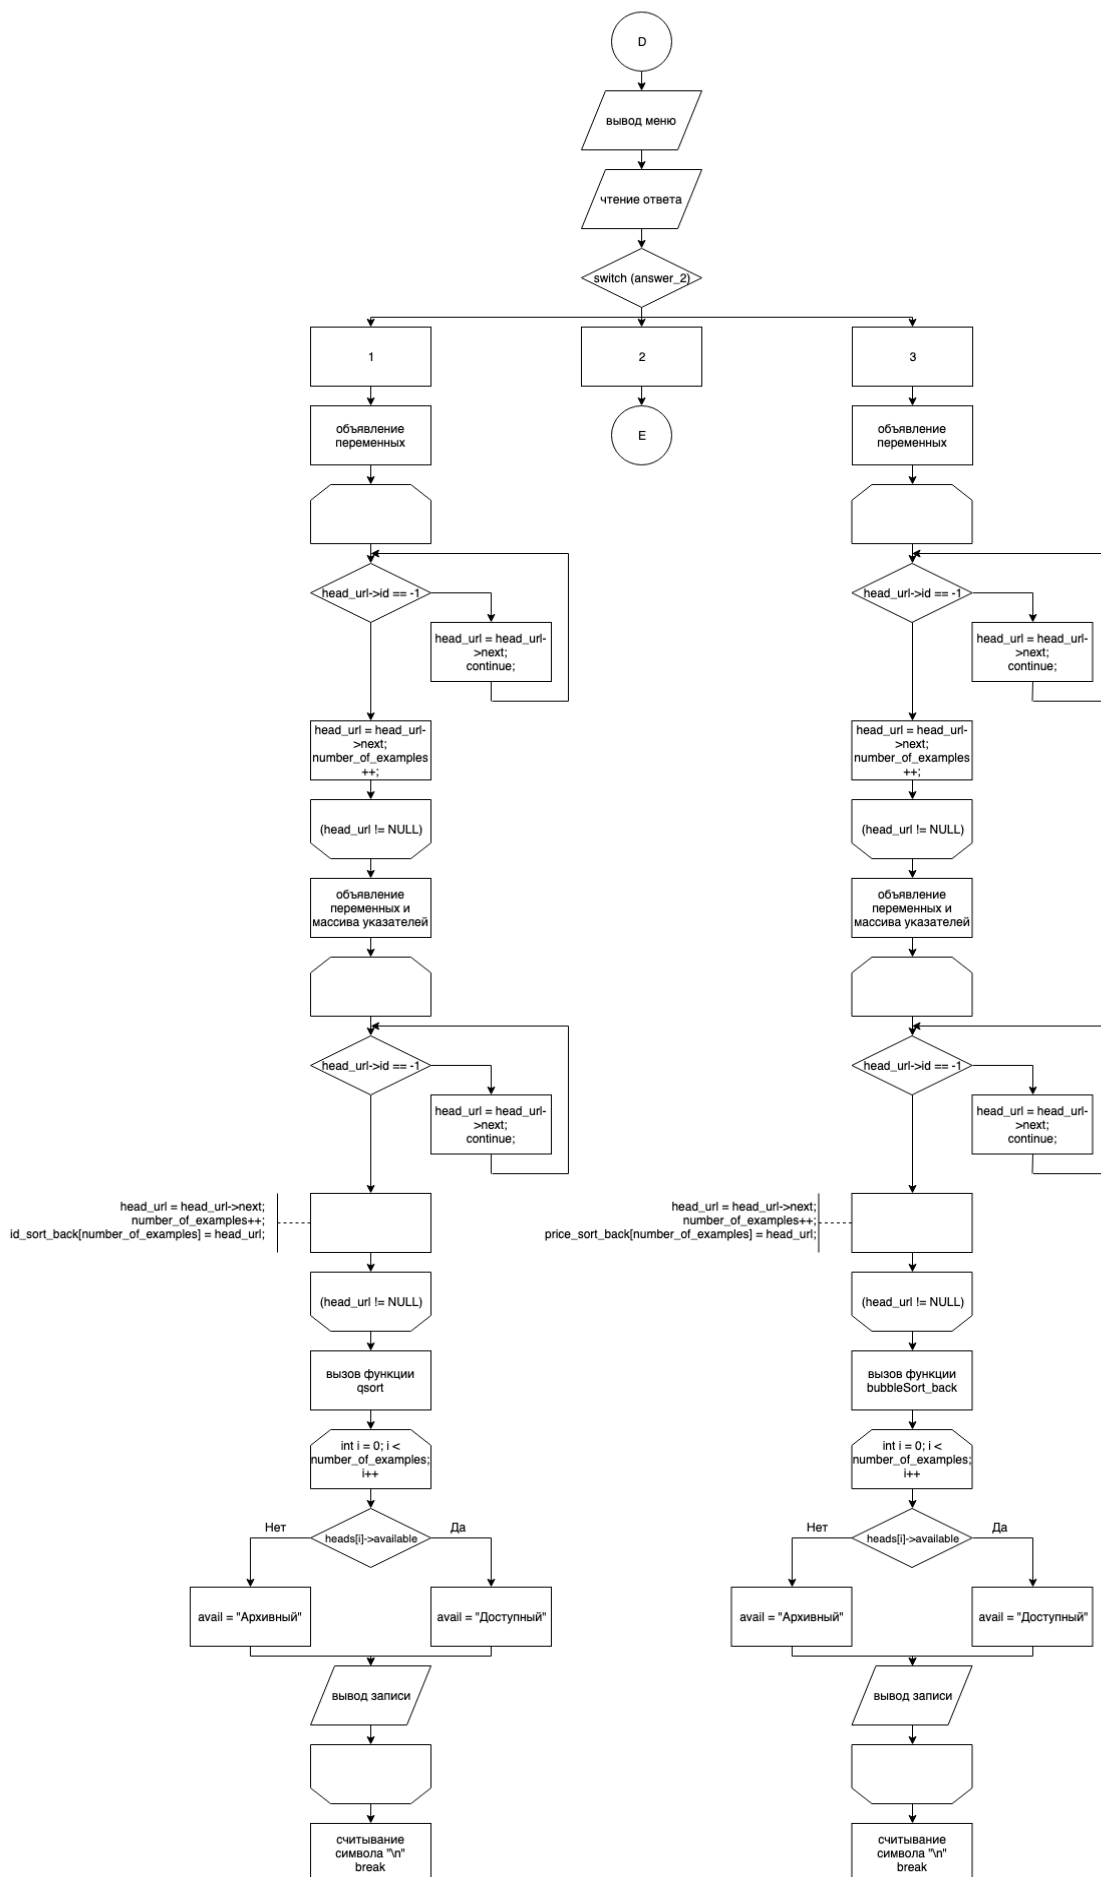 D
вывод меню
чтение ответа
switch (answer_2)
1
2
3
объявление
переменных
E
объявление
переменных
head_url->id == -1
head_url = head_url-
>next;
continue;
head_url->id == -1
head_url = head_url-
>next;
continue;
head_url = head_url-
>next;
number_of_examples
++;
head_url = head_url-
>next;
number_of_examples
++;
(head_url != NULL)
(head_url != NULL)
объявление
переменных и
массива указателей
объявление
переменных и
массива указателей
head_url->id == -1
head_url = head_url-
>next;
continue;
head_url->id == -1
head_url = head_url-
>next;
continue;
head_url = head_url->next;
number_of_examples++;
id_sort_back[number_of_examples] = head_url;
head_url = head_url->next;
number_of_examples++;
price_sort_back[number_of_examples] = head_url;
(head_url != NULL)
(head_url != NULL)
вызов функции
qsort
вызов функции
bubbleSort_back
int i = 0; i <
number_of_examples;
i++
int i = 0; i <
number_of_examples;
i++
Нет
heads[i]->available
Да
Нет
heads[i]->available
Да
avail = "Архивный"
avail = "Доступный"
avail = "Архивный"
avail = "Доступный"
вывод записи
вывод записи
считывание
символа "\n"
break
считывание
символа "\n"
break